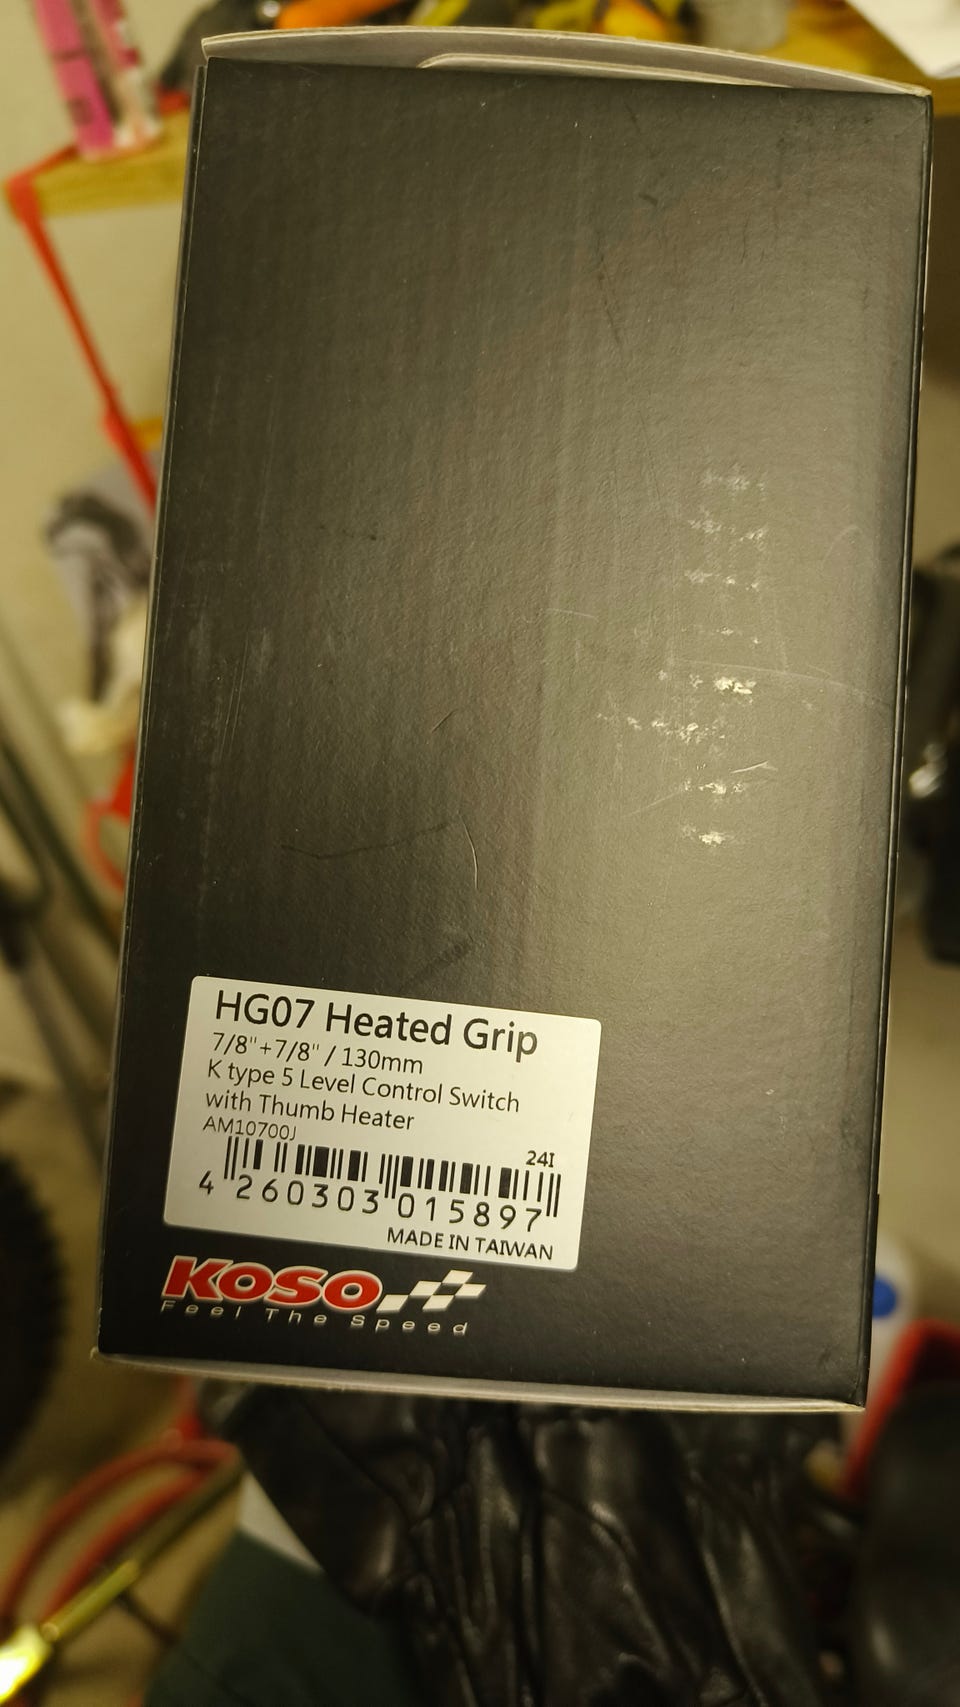 HG07 Heated Grip
7/8"+7/8" / 130mm
K type 5 Level Control Switch
with Thumb Heater
AM10700J
24I
4 260303 015897
MADE IN TAIWAN
KOSO
Feel The Speed